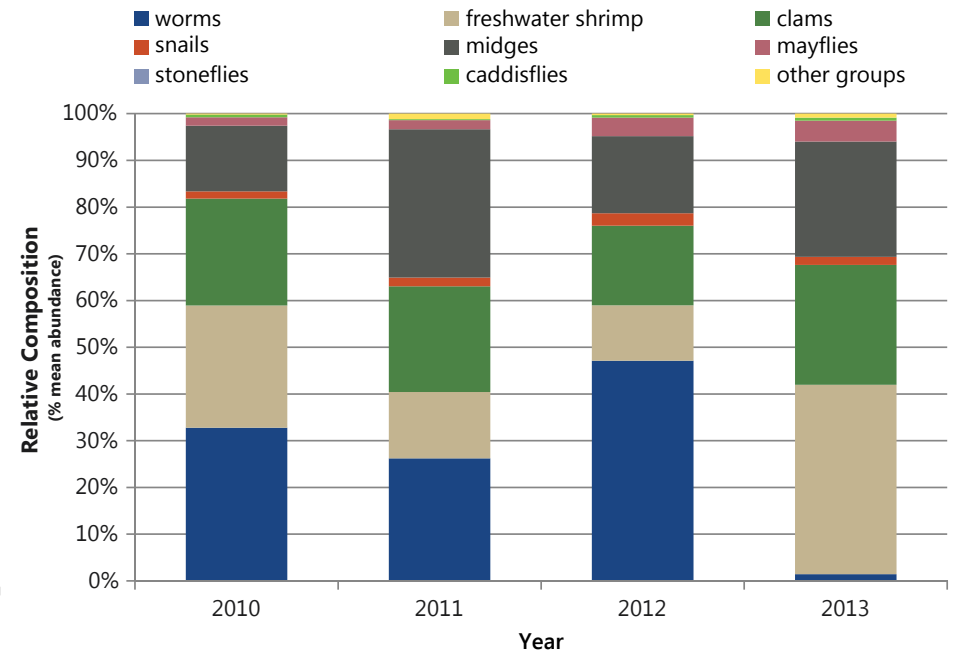 worms freshwater shrimp clams
snails midges mayflies
stoneflies caddisflies other groups
100%
90%
80%
70%
60%
50%
40%
30%
20%
10%
0%
Relative Composition
(% mean abundance)
2010 2011 2012 2013
Year